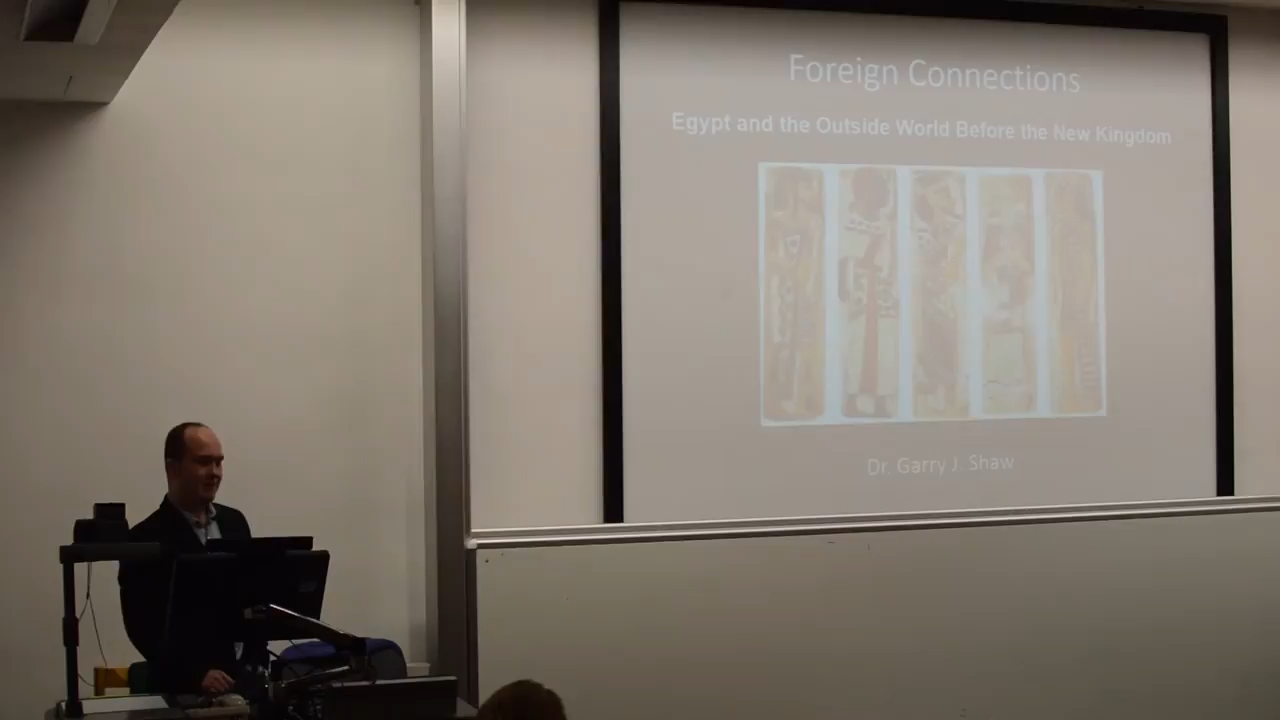 Foreign Connections
Egypt and the Outside World Before the New Kingdom
Dr. Garry J. Shaw